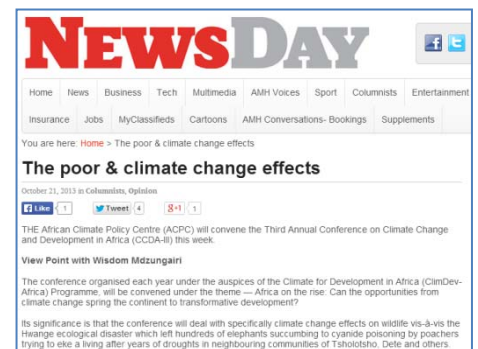 NEWSDAY
Home News Business Tech Multimedia AMH Voices Sport Columnists Entertainment
Insurance Jobs MyClassifieds Cartoons AMH Conversations- Bookings Supplements
You are here: Home > The poor & climate change effects
The poor & climate change effects
October 21, 2013 in Columnists, Opinion
Like 1 Tweet 4 g+1 1
THE African Climate Policy Centre (ACPC) will convene the Third Annual Conference on Climate Change
and Development in Africa (CCDA-III) this week.
View Point with Wisdom Mdzungairi
The conference organised each year under the auspices of the Climate for Development in Africa (ClimDev-
Africa) Programme, will be convened under the theme — Africa on the rise: Can the opportunities from
climate change spring the continent to transformative development?
Its significance is that the conference will deal with specifically climate change effects on wildlife vis-à-vis the
Hwange ecological disaster which left hundreds of elephants succumbing to cyanide poisoning by poachers
trying to eke a living after years of droughts in neighbouring communities of Tsholotsho, Dete and others.